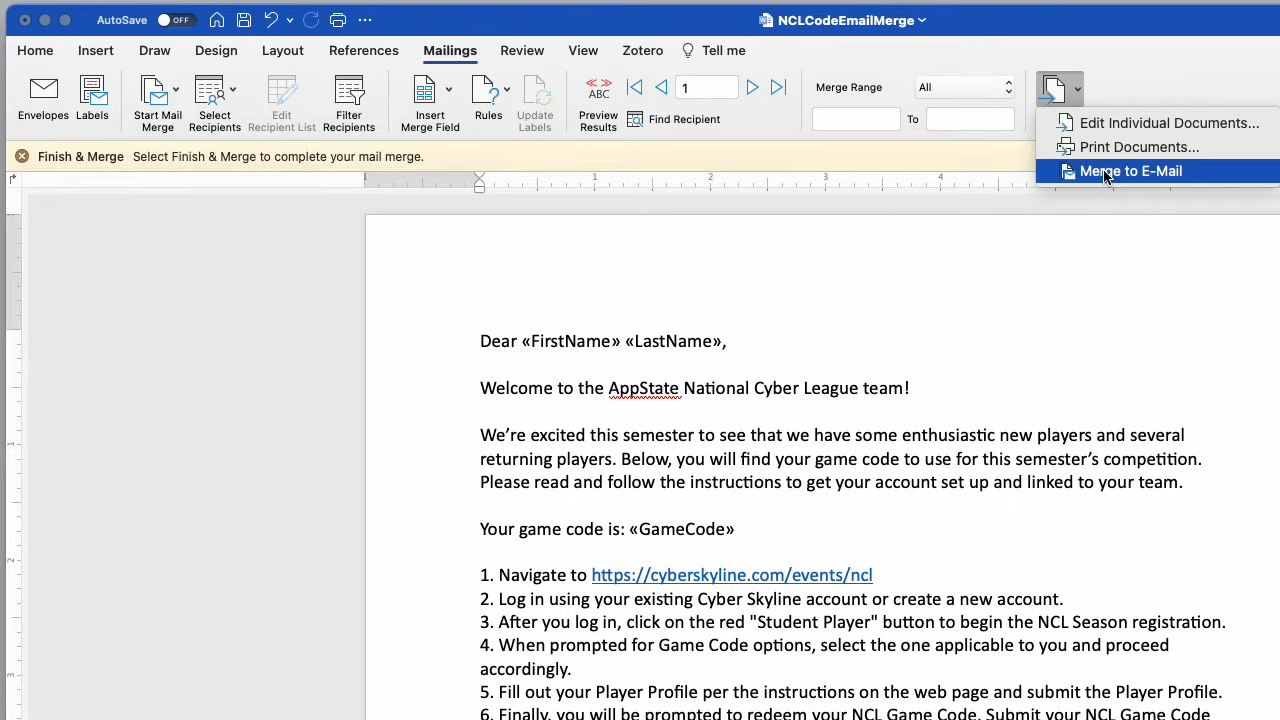 AutoSave OFF NCLCodeEmailMerge
Home Insert Draw Design Layout References Mailings Review View Zotero Tell me
Envelopes Labels Start Mail Merge Select Recipients Edit Recipient List Filter Recipients Insert Merge Field Rules Update Labels ABC Preview Results 1 Find Recipient Merge Range All To
Edit Individual Documents...
Print Documents...
Merge to E-Mail
Finish & Merge Select Finish & Merge to complete your mail merge.
1 1 2 3 4
Dear «FirstName» «LastName»,
Welcome to the AppState National Cyber League team!
We’re excited this semester to see that we have some enthusiastic new players and several
returning players. Below, you will find your game code to use for this semester’s competition.
Please read and follow the instructions to get your account set up and linked to your team.
Your game code is: «GameCode»
1. Navigate to https://cyberskyline.com/events/ncl
2. Log in using your existing Cyber Skyline account or create a new account.
3. After you log in, click on the red "Student Player" button to begin the NCL Season registration.
4. When prompted for Game Code options, select the one applicable to you and proceed
accordingly.
5. Fill out your Player Profile per the instructions on the web page and submit the Player Profile.
6. Finally, you will be prompted to redeem your NCL Game Code. Submit your NCL Game Code
1
2
3